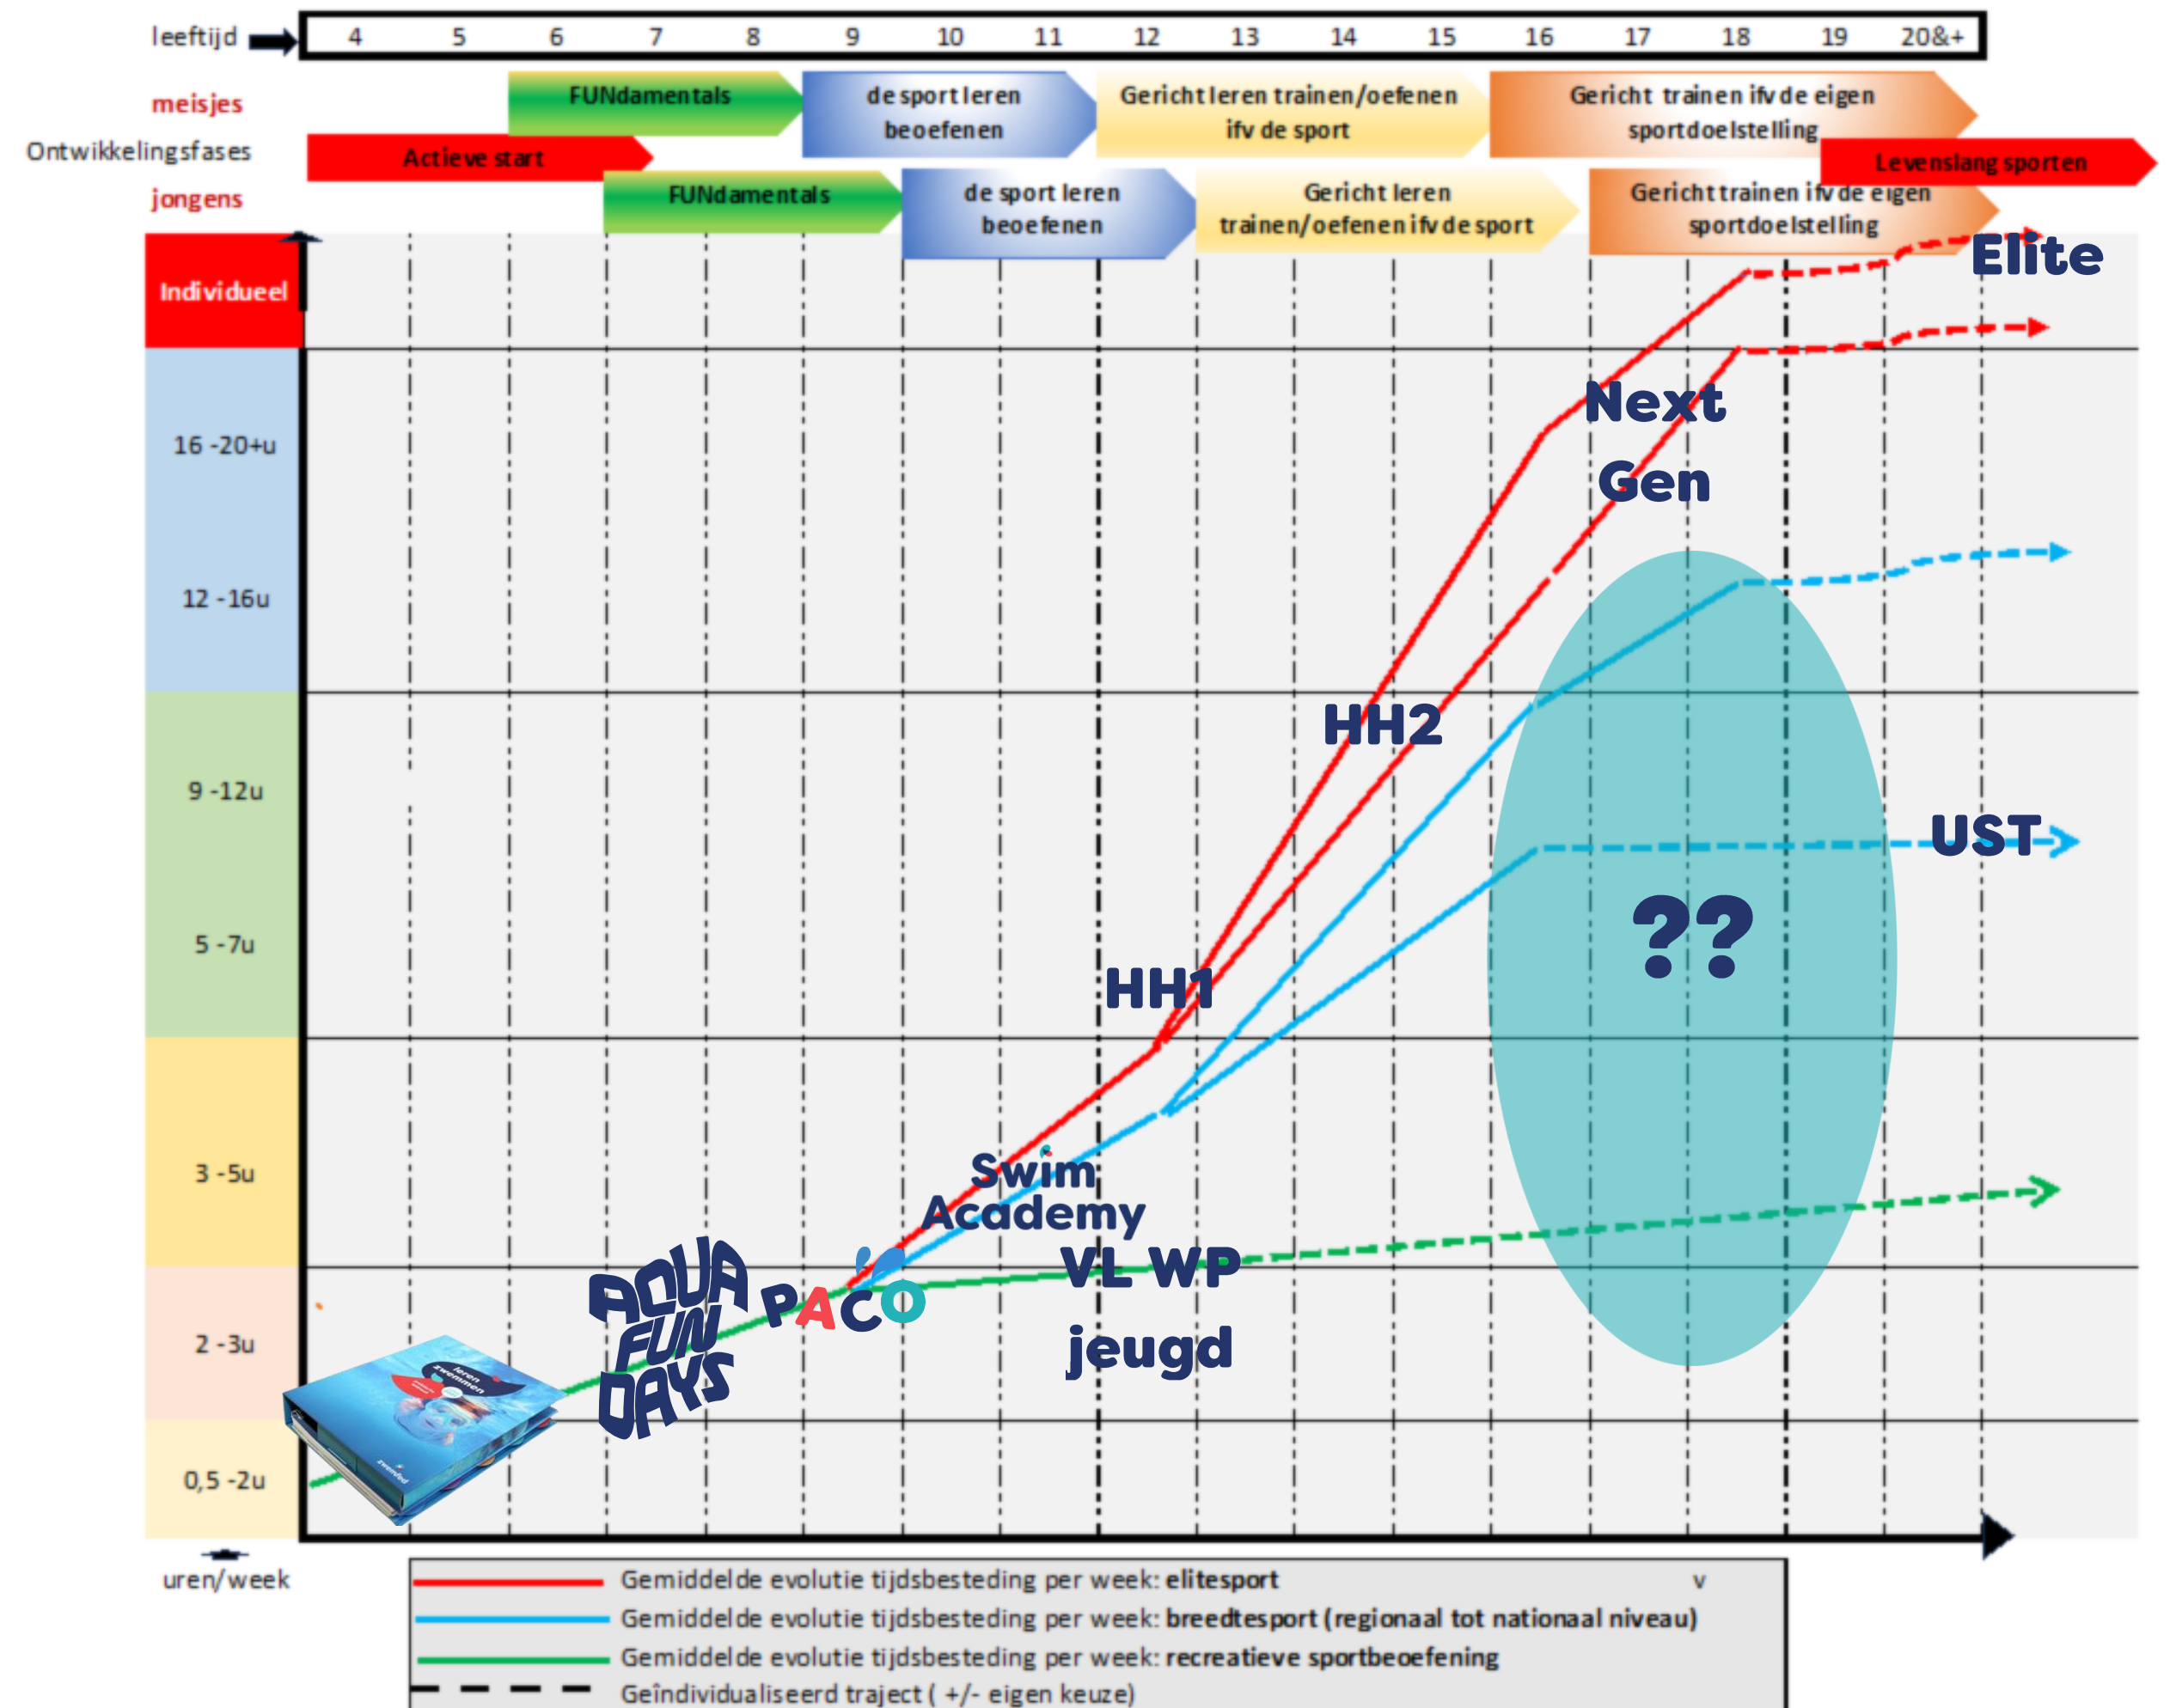 leeftijd 4 5 6 7 8 9 10 11 12 13 14 15 16 17 18 19 20&+
meisjes
FUNdamentals
de sport leren
beoefenen
Gericht leren trainen/oefenen
ifv de sport
Gericht trainen ifv de eigen
sportdoelstelling
Ontwikkelingsfases
Actieve start
Levenslang sporten
jongens
FUNdamentals
de sport leren
beoefenen
Gericht leren
trainen/oefenen ifv de sport
Gericht trainen ifv de eigen
sportdoelstelling
Individueel
Elite
Next
Gen
16 -20+u
12 -16u
HH2
9 -12u
UST
??
5 -7u
HH1
3 -5u
Swim
Academy
VL WP
jeugd
AQUA
FUN
DAYS
PACO
2 -3u
leren
zwemmen
zwemfed
0,5 -2u
uren/week
Gemiddelde evolutie tijdsbesteding per week: elitesport v
Gemiddelde evolutie tijdsbesteding per week: breedtesport (regionaal tot nationaal niveau)
Gemiddelde evolutie tijdsbesteding per week: recreatieve sportbeoefening
Geîndividualiseerd traject ( +/- eigen keuze)